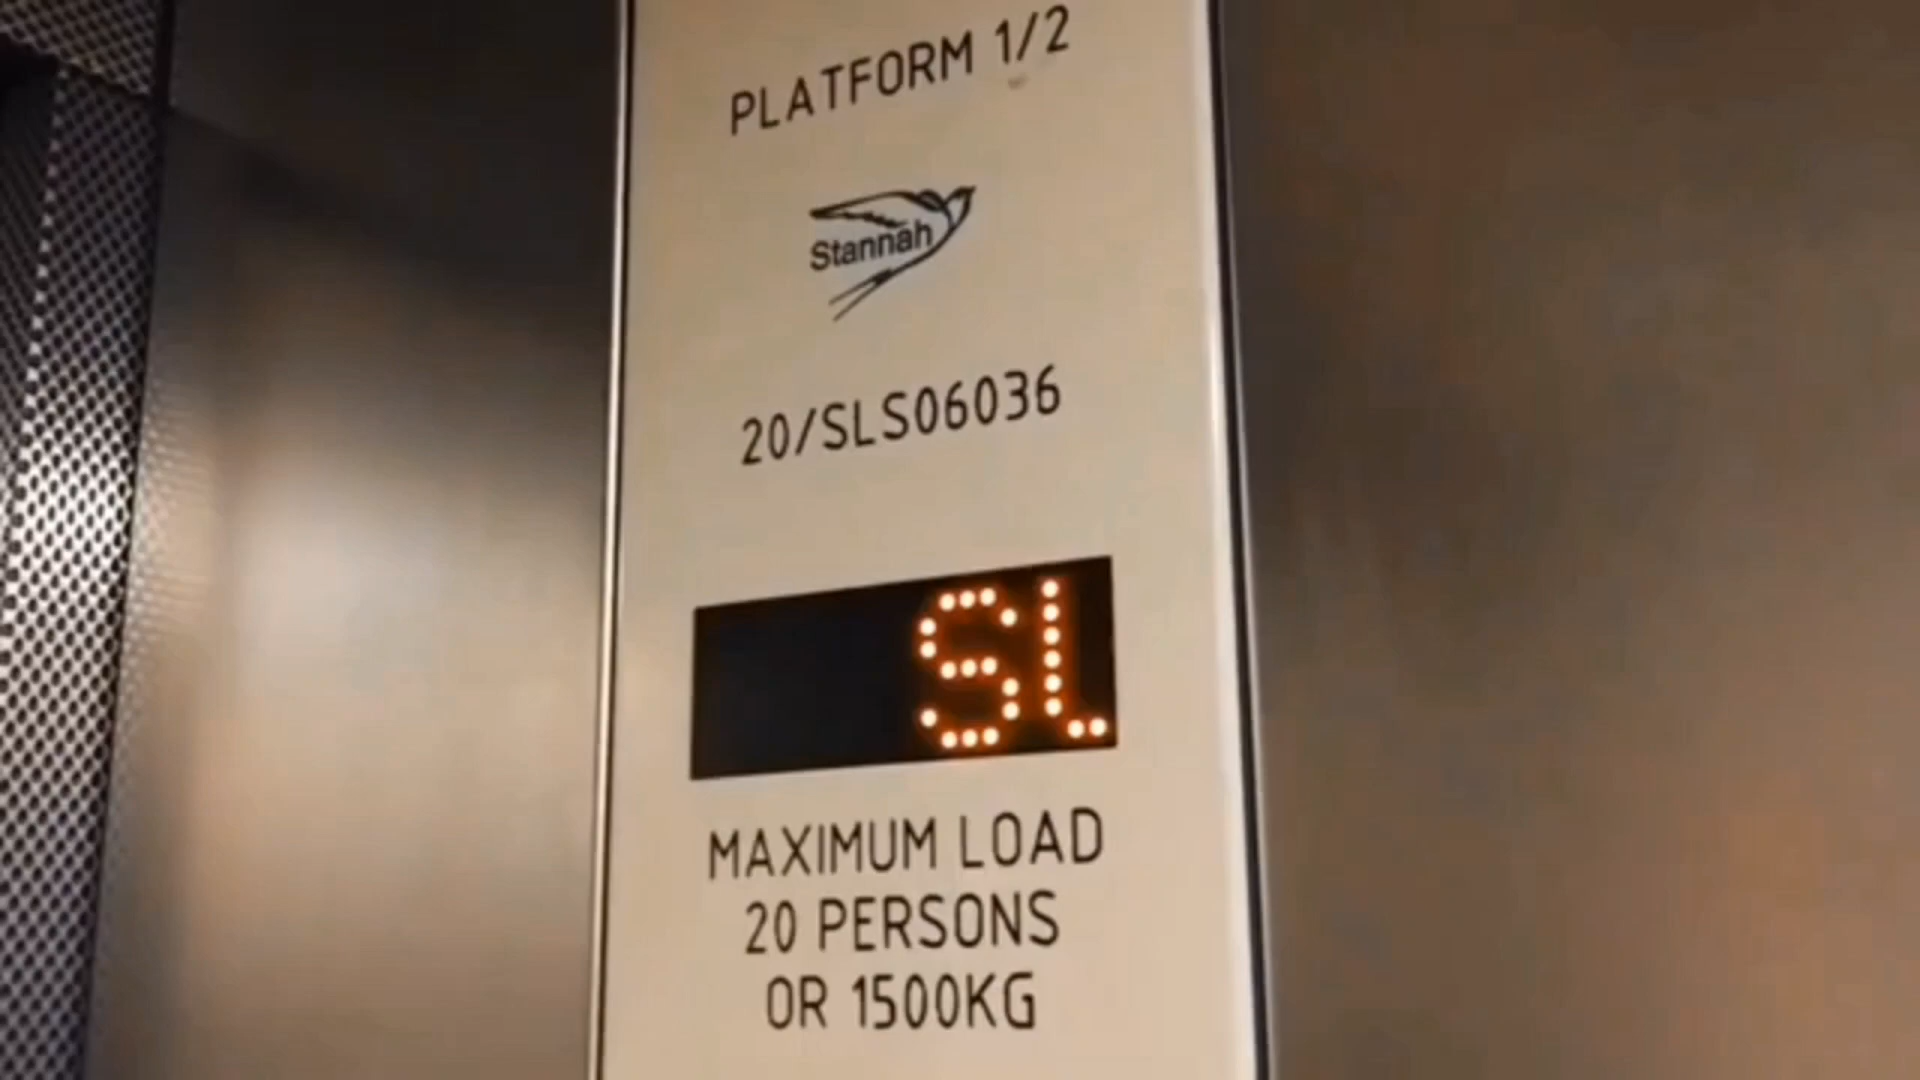 PLATFORM 1/2
Stannah
20/SLS06036
SL
MAXIMUM LOAD
20 PERSONS
OR 1500KG